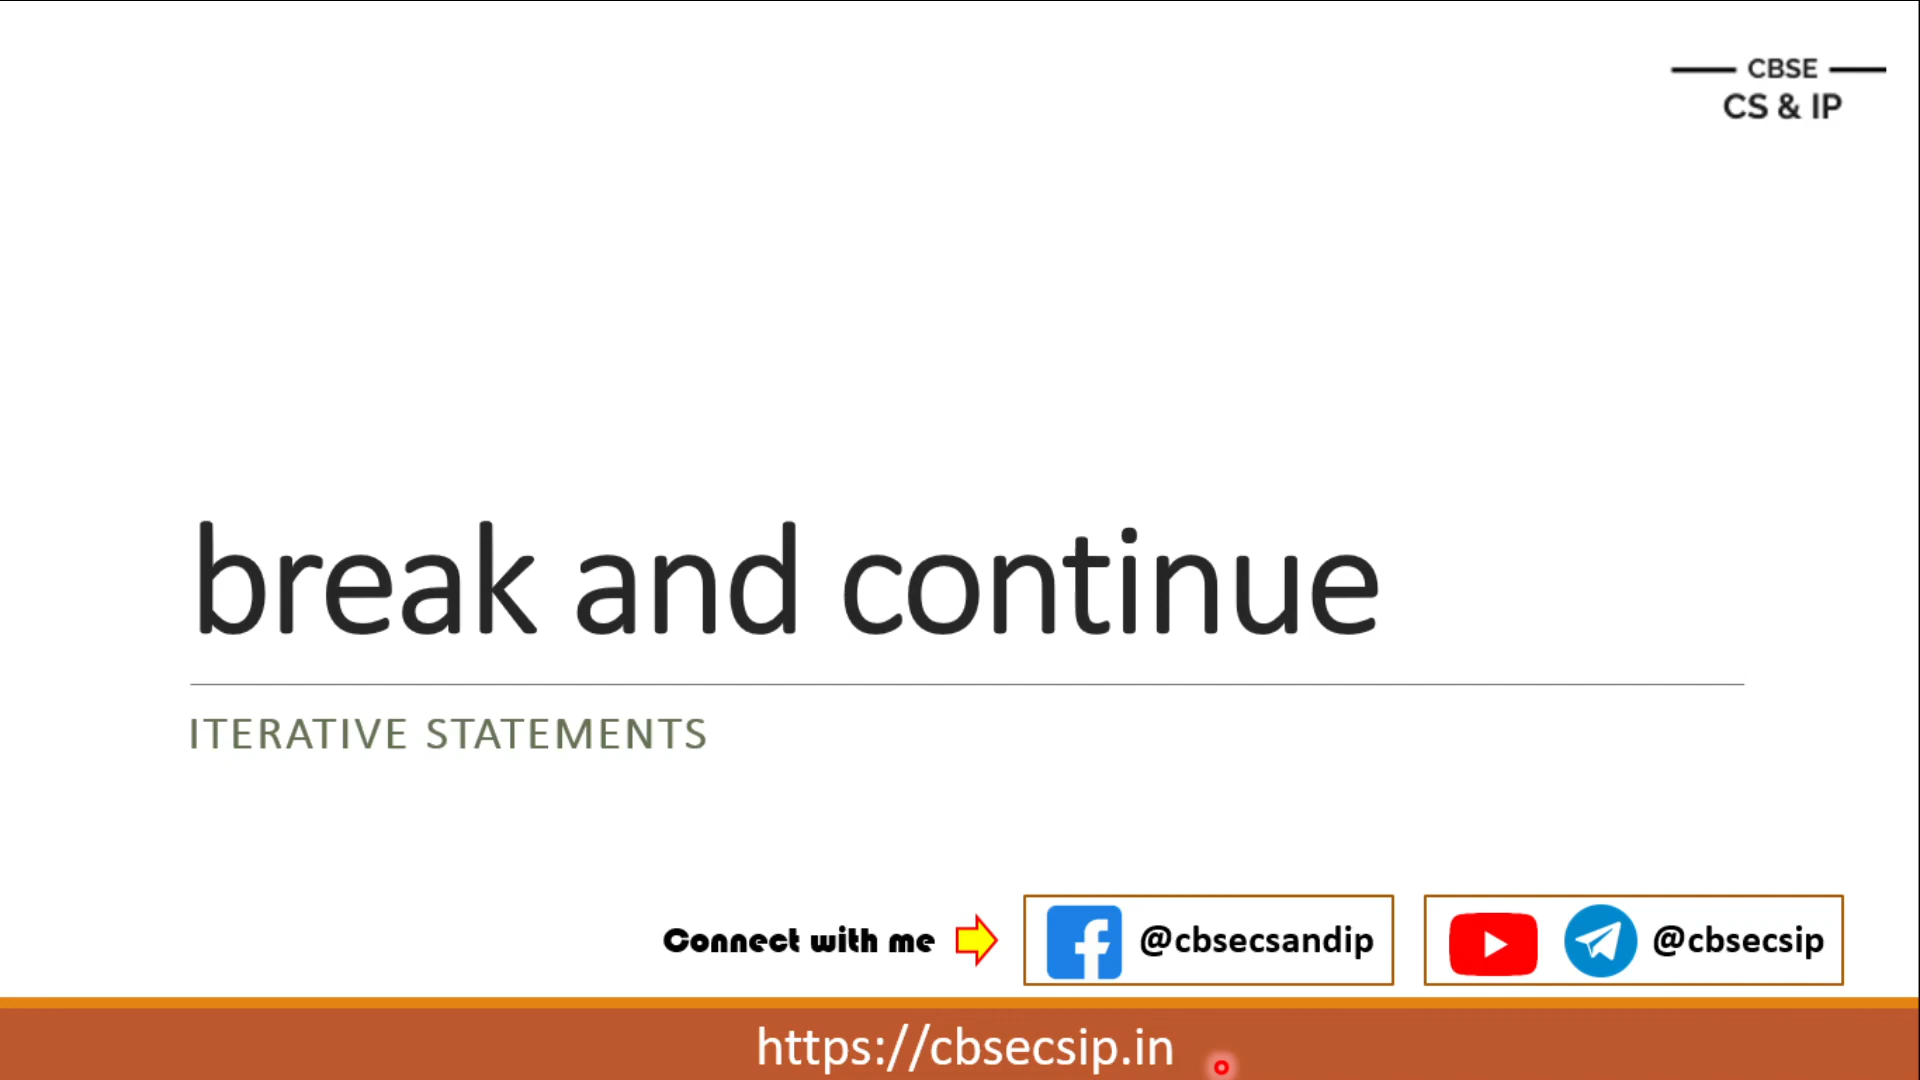 CBSE
CS & IP
break and continue
ITERATIVE STATEMENTS
Connect with me @cbsecsandip @cbsecsip
https://cbsecsip.in